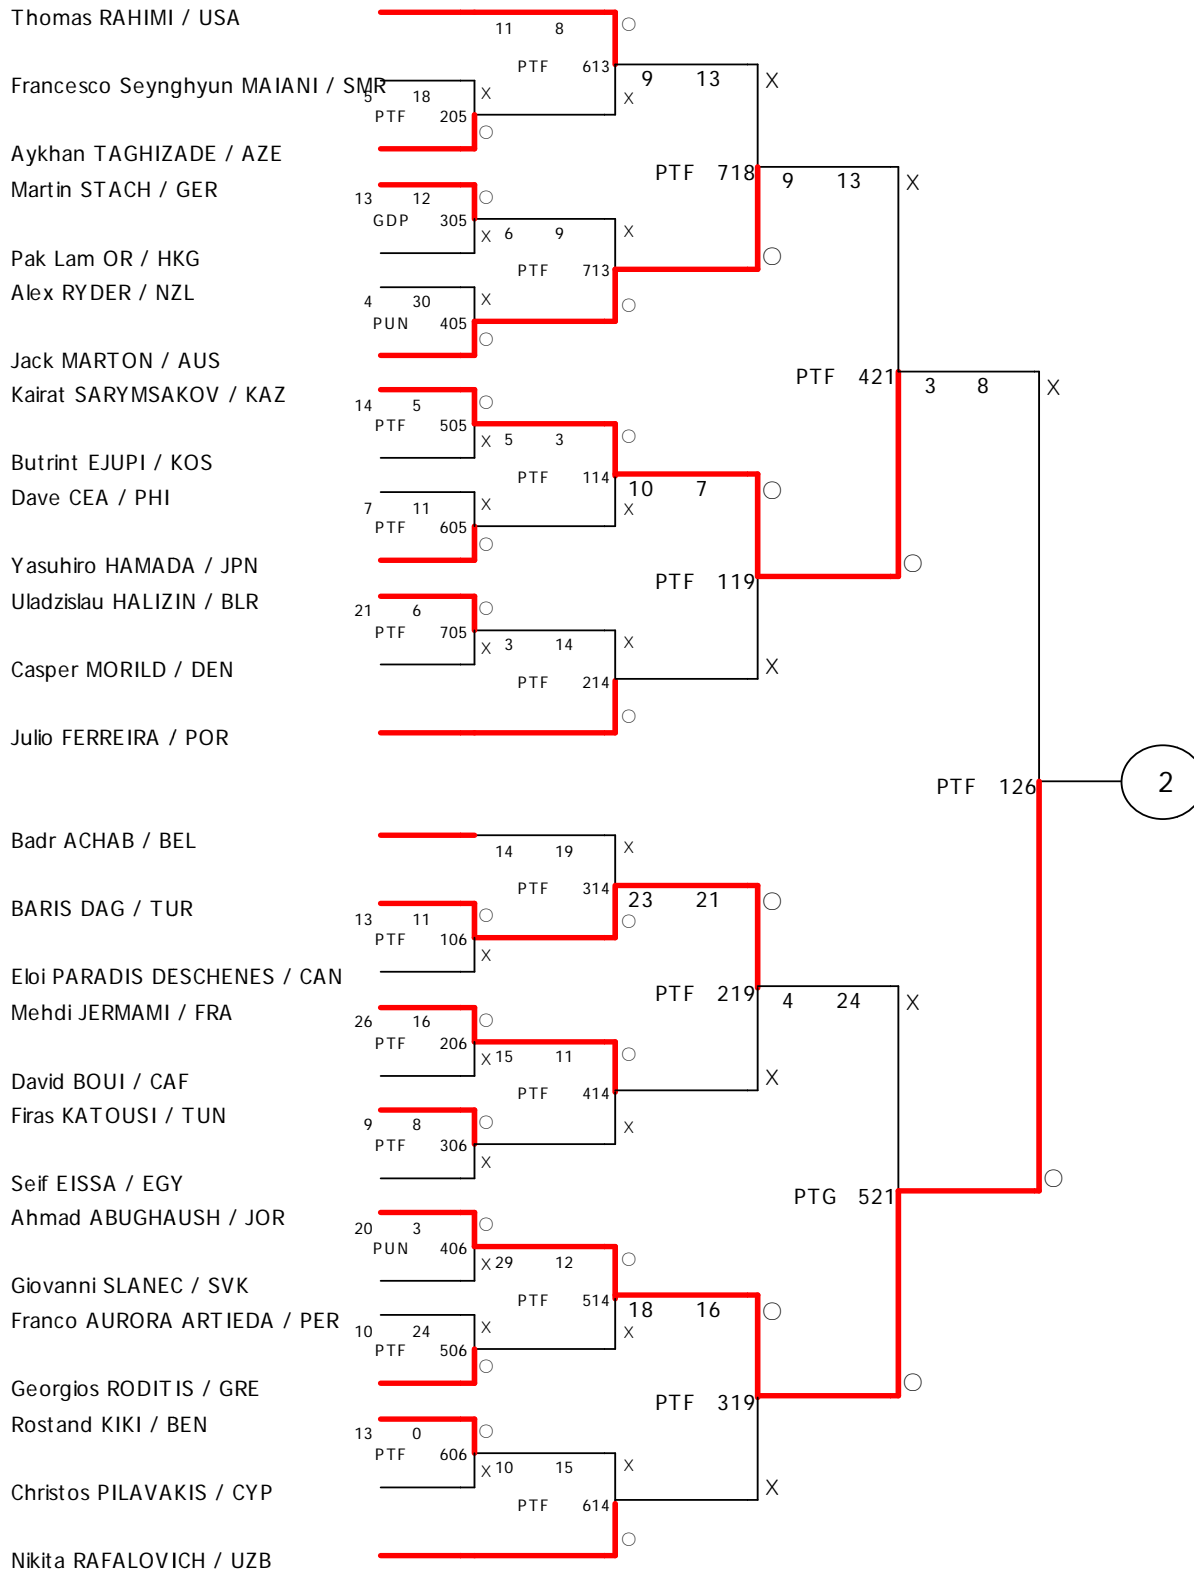 Thomas RAHIMI / USA
11 8 ○
PTF 613
9 13 X
Francesco Seynghyun MAIANI / SMR
5 18 X X
PTF 205
○
Aykhan TAGHIZADE / AZE
PTF 718
9 13 X
Martin STACH / GER
13 12 ○
GDP 305
X 6 9 X
Pak Lam OR / HKG
PTF 713
○
Alex RYDER / NZL
4 30 X ○
PUN 405
○
Jack MARTON / AUS
PTF 421
3 8 X
Kairat SARYMSAKOV / KAZ
14 5 ○
PTF 505
X 5 3 ○
Butrint EJUPI / KOS
PTF 114
10 7 ○
Dave CEA / PHI
7 11 X X
PTF 605
○ ○
Yasuhiro HAMADA / JPN
PTF 119
Uladzislau HALIZIN / BLR
21 6 ○
PTF 705
X 3 14 X
Casper MORILD / DEN
X
PTF 214
○
Julio FERREIRA / POR
PTF 126
2
Badr ACHAB / BEL
14 19 X
PTF 314
23 21 ○
BARIS DAG / TUR
13 11 ○ ○
PTF 106
X
Eloi PARADIS DESCHENES / CAN
PTF 219
4 24 X
Mehdi JERMAMI / FRA
26 16 ○
PTF 206
X 15 11 ○
David BOUI / CAF
X
PTF 414
Firas KATOUSI / TUN
9 8 ○ X
PTF 306
X ○
Seif EISSA / EGY
PTG 521
Ahmad ABUGHAUSH / JOR
20 3 ○
PUN 406
X 29 12 ○
Giovanni SLANEC / SVK
PTF 514
18 16 ○
Franco AURORA ARTIEDA / PER
10 24 X X
PTF 506
○ ○
Georgios RODITIS / GRE
PTF 319
Rostand KIKI / BEN
13 0 ○
PTF 606
X 10 15 X
Christos PILAVAKIS / CYP
X
PTF 614
○
Nikita RAFALOVICH / UZB